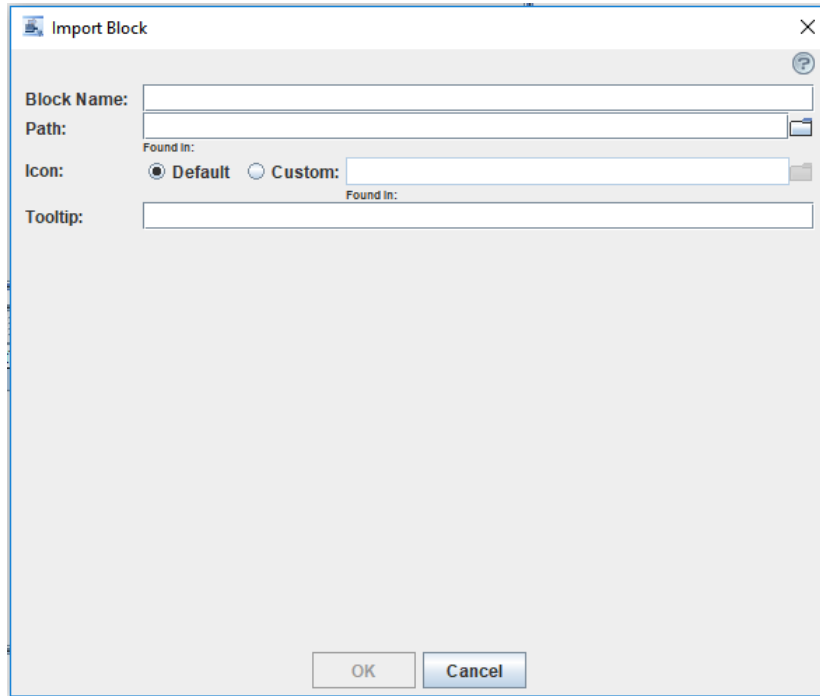 Import Block
Block Name:
Path:
Found in:
Icon: Default Custom:
Found in:
Tooltip:
OK Cancel